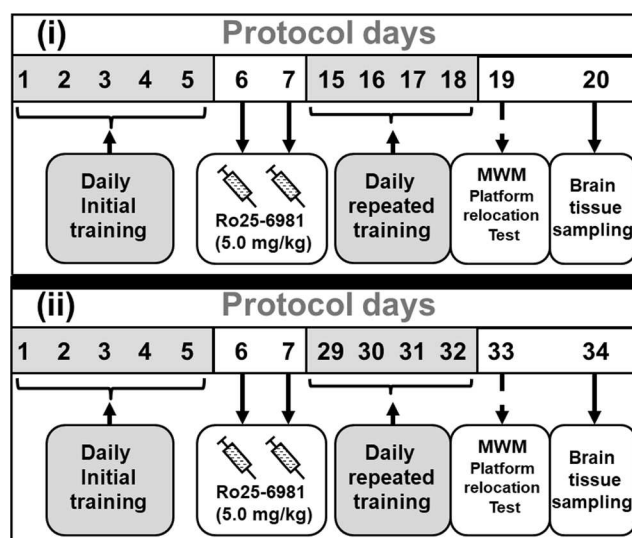 (i) Protocol days
1 2 3 4 5 6 7 15 16 17 18 19 20
Daily
Initial
training
Ro25-6981
(5.0 mg/kg)
Daily
repeated
training
MWM
Platform
relocation
Test
Brain
tissue
sampling
(ii) Protocol days
1 2 3 4 5 6 7 29 30 31 32 33 34
Daily
Initial
training
Ro25-6981
(5.0 mg/kg)
Daily
repeated
training
MWM
Platform
relocation
Test
Brain
tissue
sampling